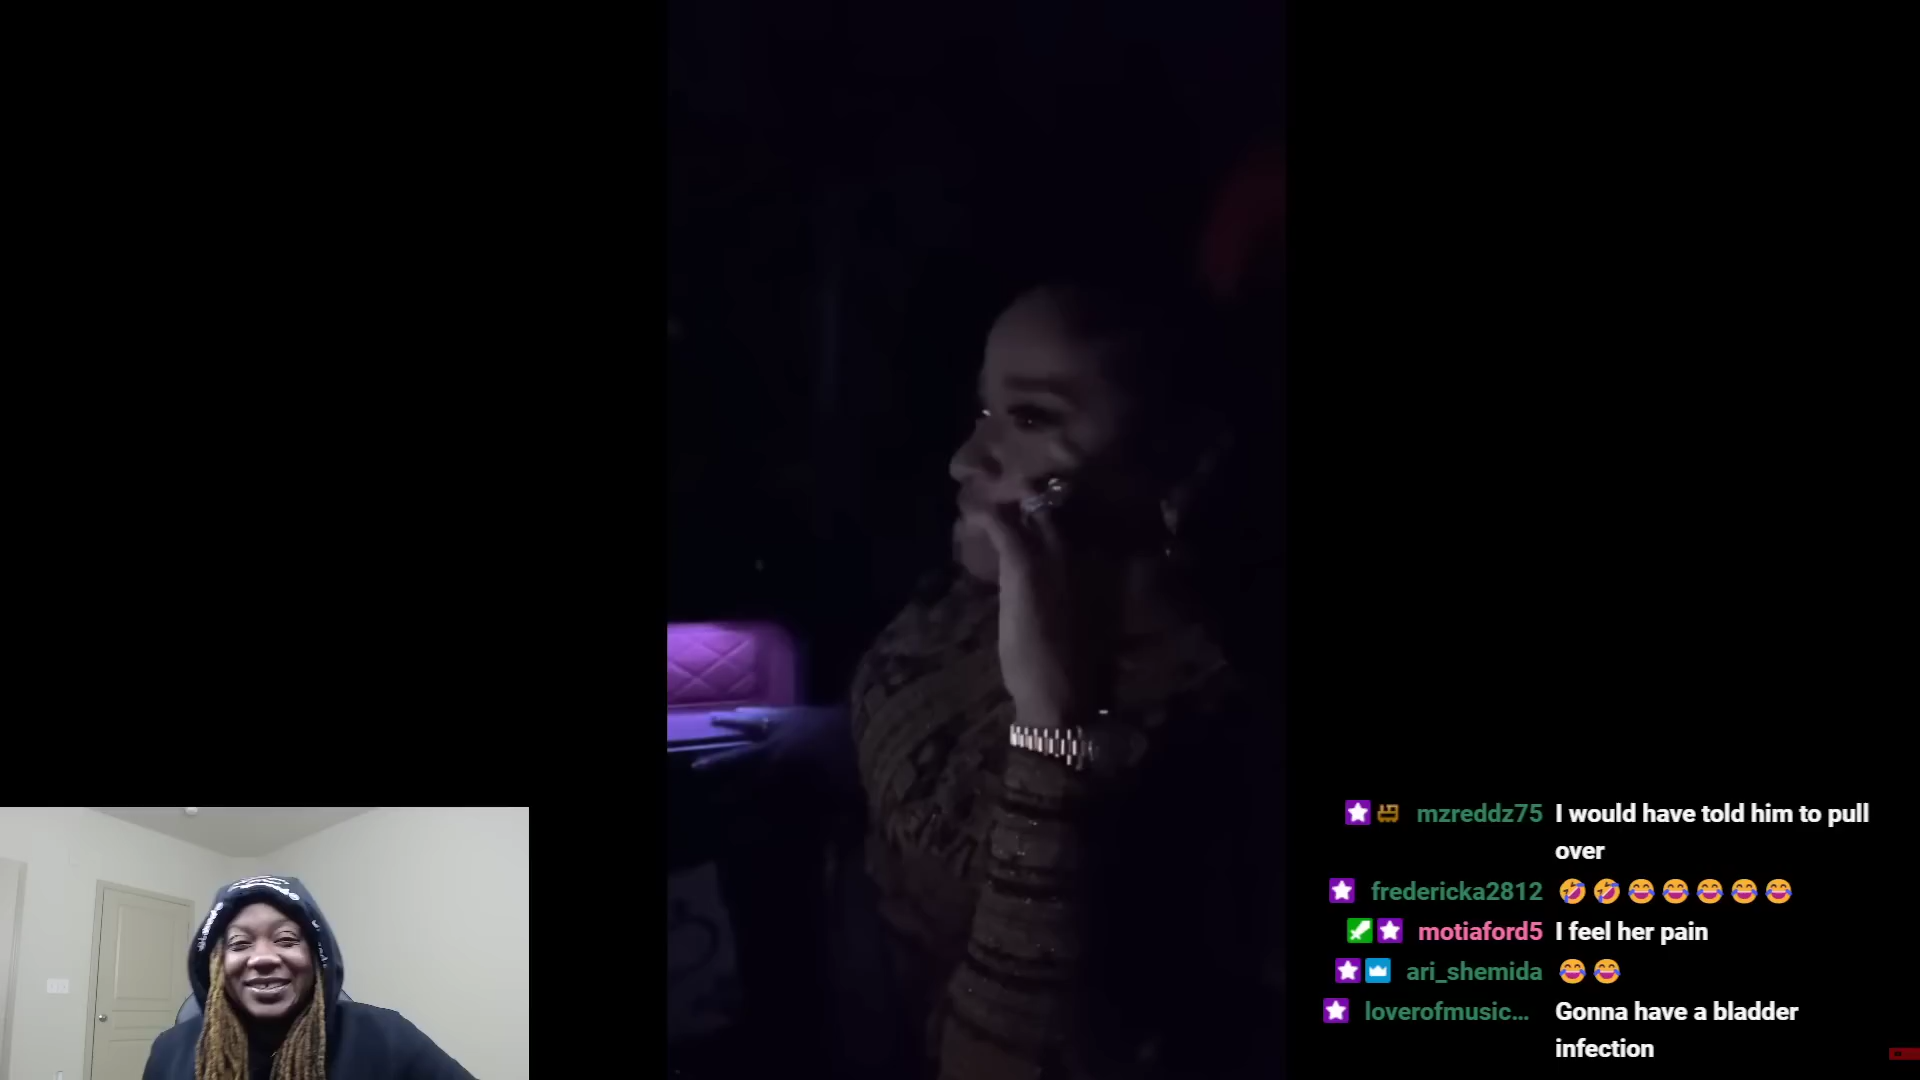 mzreddz75 I would have told him to pull
over
fredericka2812 🤣🤣😂😂😂😂😂
motiaford5 I feel her pain
ari_shemida 😂😂
loverofmusic... Gonna have a bladder
infection